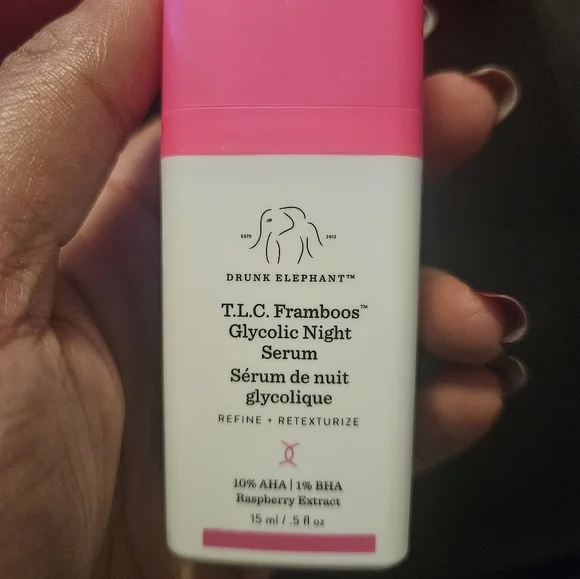 ESTE 2012
DRUNK ELEPHANT™
T.L.C. Framboos™
Glycolic Night
Serum
Sérum de nuit
glycolique
REFINE + RETEXTURIZE
10% AHA | 1% BHA
Raspberry Extract
15 ml / .5 fl oz